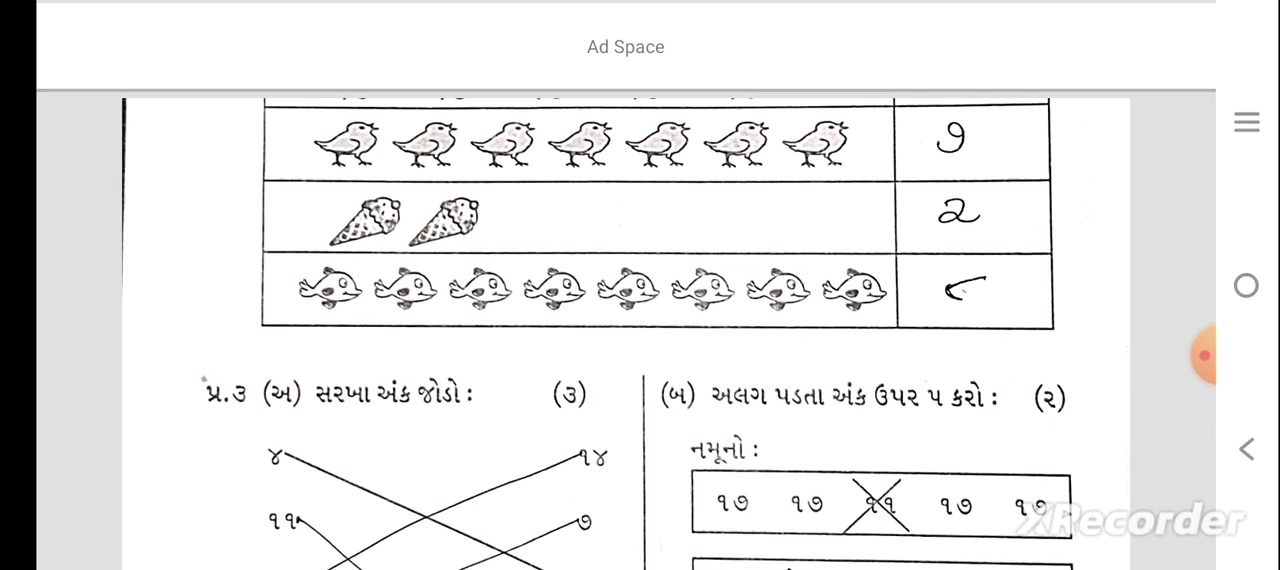 Ad Space
૭
૨
૮
પ્ર.૩ (અ) સરખા અંક જોડો : (૩)
(બ) અલગ પડતા અંક ઉપર ૫ કરો : (૨)
નમૂનો :
૪ ૧૪
૧૧ ૭
૧૭ ૧૭ ૧૧ ૧૭ ૧૭
XRecorder